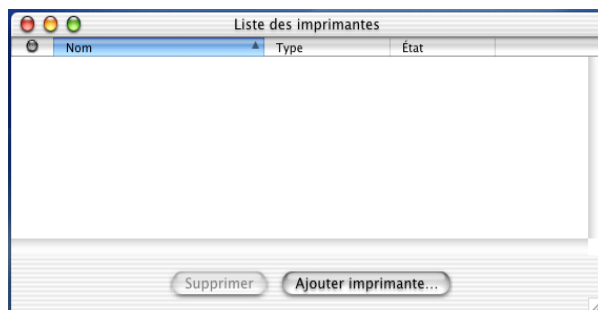 Liste des imprimantes
Nom Type État
Supprimer Ajouter imprimante...